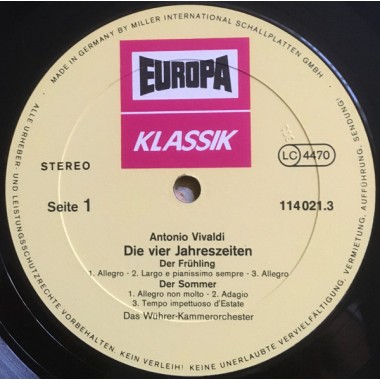 MADE IN GERMANY BY MILLER INTERNATIONAL SCHALLPLATTEN GMBH
EUROPA
KLASSIK
STEREO
LC 4470
Seite 1
114 021.3
Antonio Vivaldi
Die vier Jahreszeiten
Der Frühling
1. Allegro · 2. Largo e pianissimo sempre · 3. Allegro
Der Sommer
1. Allegro non molto · 2. Adagio
3. Tempo impettuoso d'Estate
Das Wührer-Kammerorchester
ALLE URHEBER- UND LEISTUNGSSCHUTZRECHTE VORBEHALTEN. KEIN VERLEIH! KEINE UNERLAUBTE VERVIELFÄLTIGUNG, VERMIETUNG, AUFFÜHRUNG, SENDUNG!